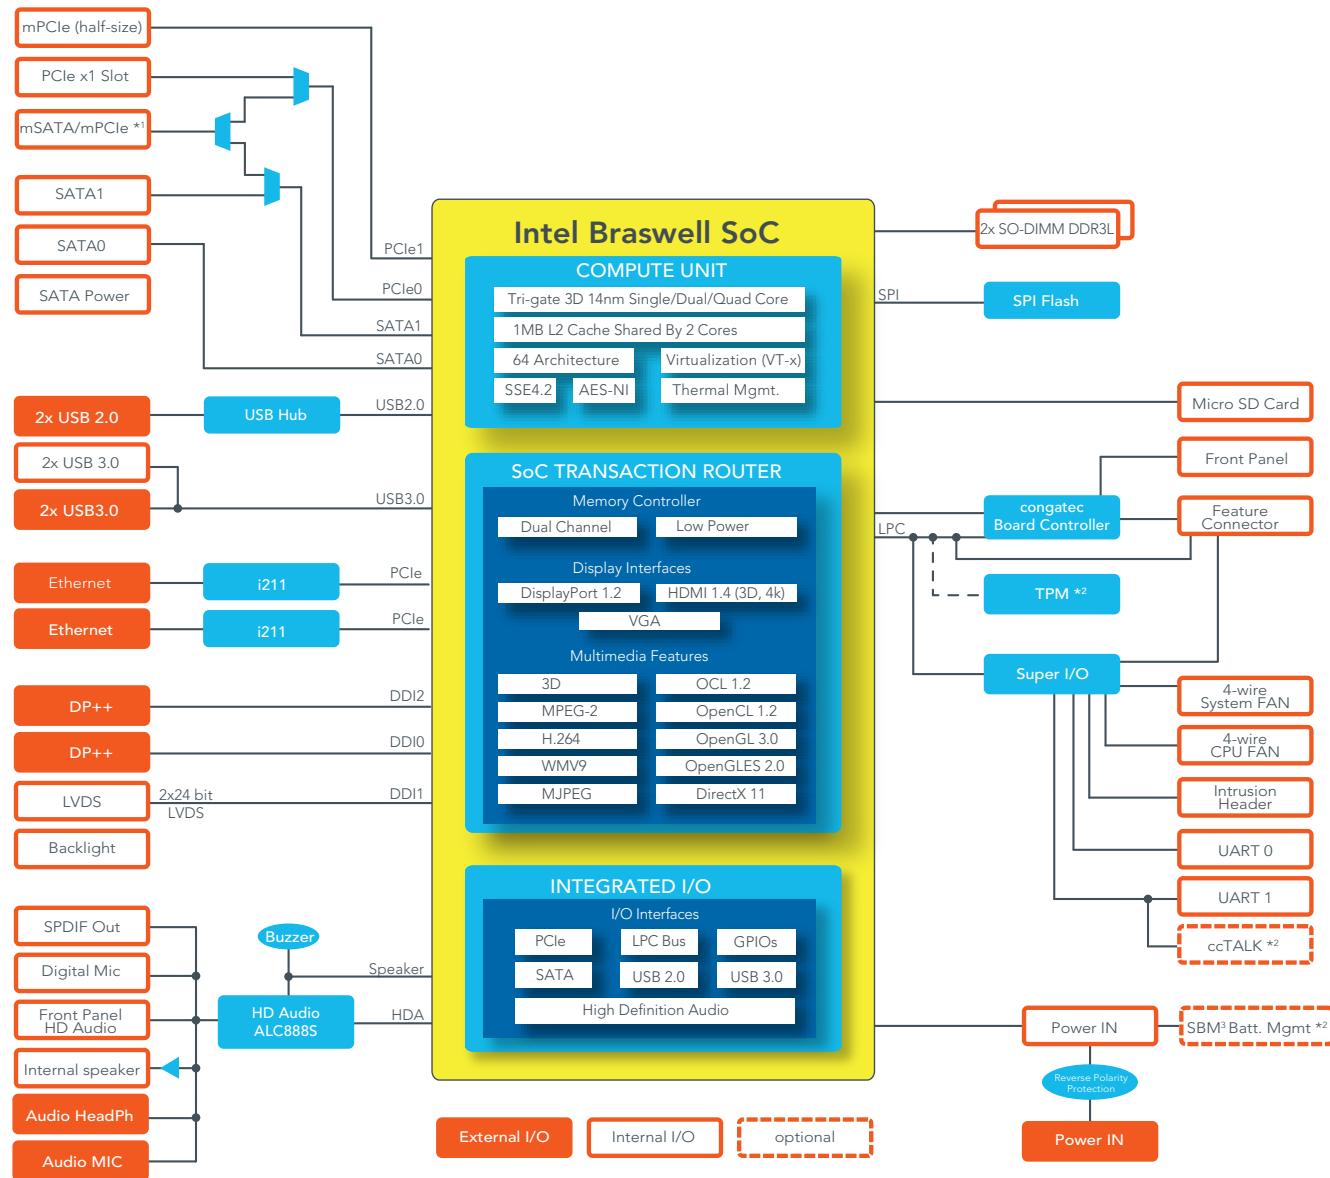 mPCIe (half-size)
PCIe x1 Slot
mSATA/mPCIe *1
SATA1
SATA0
SATA Power
PCIe1
PCIe0
SATA1
SATA0
2x USB 2.0
USB Hub
USB2.0
2x USB 3.0
2x USB3.0
USB3.0
Ethernet
i211
PCIe
Ethernet
i211
PCIe
DP++
DDI2
DP++
DDI0
LVDS
2x24 bit
LVDS
DDI1
Backlight
SPDIF Out
Digital Mic
Front Panel
HD Audio
Internal speaker
Audio HeadPh
Audio MIC
Buzzer
Speaker
HD Audio
ALC888S
HDA
Intel Braswell SoC
COMPUTE UNIT
Tri-gate 3D 14nm Single/Dual/Quad Core
1MB L2 Cache Shared By 2 Cores
64 Architecture
Virtualization (VT-x)
SSE4.2
AES-NI
Thermal Mgmt.
SoC TRANSACTION ROUTER
Memory Controller
Dual Channel
Low Power
Display Interfaces
DisplayPort 1.2
HDMI 1.4 (3D, 4k)
VGA
Multimedia Features
3D
OCL 1.2
MPEG-2
OpenCL 1.2
H.264
OpenGL 3.0
WMV9
OpenGLES 2.0
MJPEG
DirectX 11
INTEGRATED I/O
I/O Interfaces
PCIe
LPC Bus
GPIOs
SATA
USB 2.0
USB 3.0
High Definition Audio
2x SO-DIMM DDR3L
SPI
SPI Flash
Micro SD Card
Front Panel
congatec
Board Controller
Feature
Connector
LPC
TPM *2
Super I/O
4-wire
System FAN
4-wire
CPU FAN
Intrusion
Header
UART 0
UART 1
ccTALK *2
Power IN
SBM³ Batt. Mgmt *2
Reverse Polarity
Protection
Power IN
External I/O
Internal I/O
optional